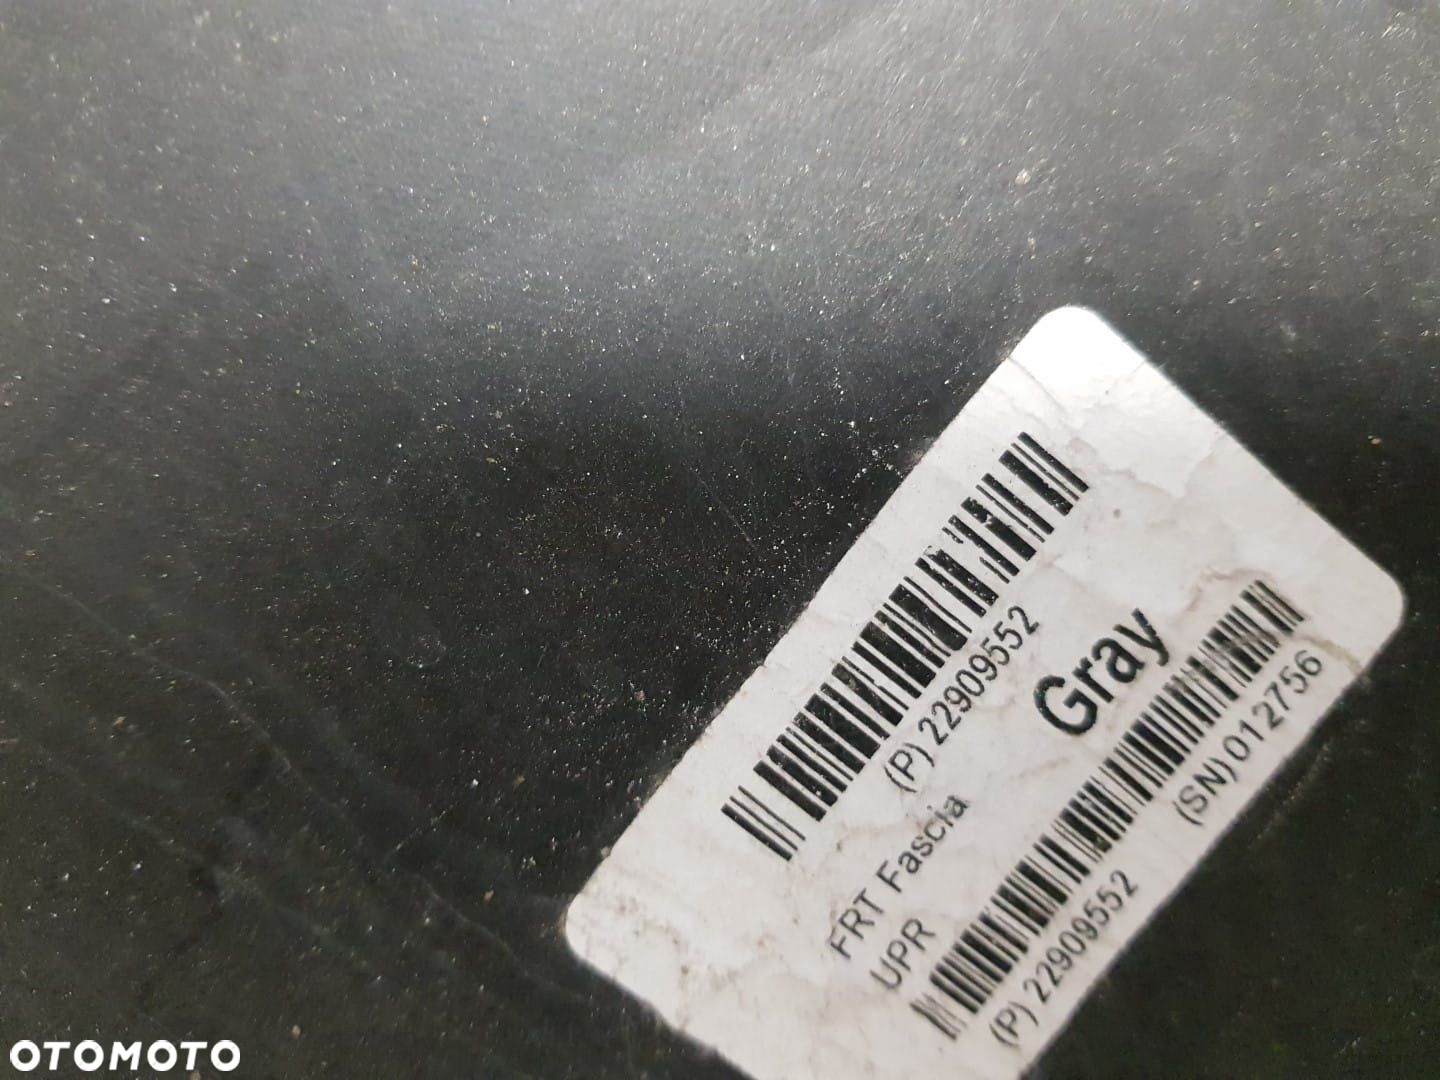 (P) 22909552
Gray
FRT Fascia
UPR
(SN)012756
(P) 22909552
OTOMOTO